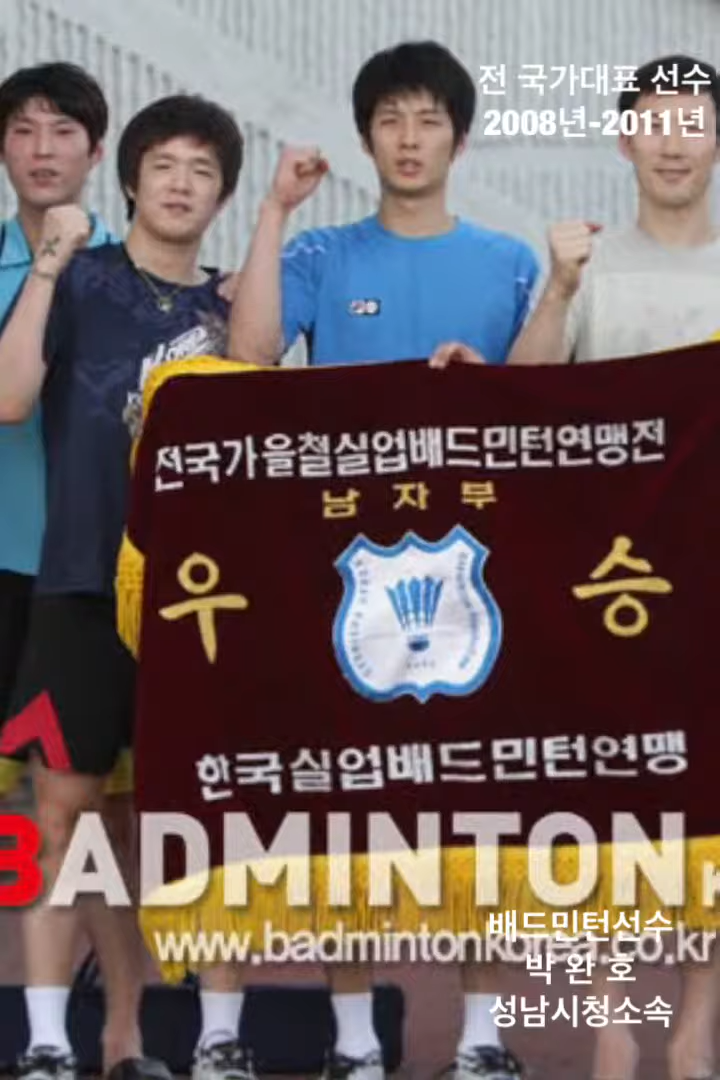 전 국가대표 선수
2008년-2011년
KOREA
전국가을철실업배드민턴연맹전
남자부
우 승
한국실업배드민턴연맹
BADMINTON
www.badmintonkorea.co.kr
배드민턴선수
박 완 호
성남시청소속